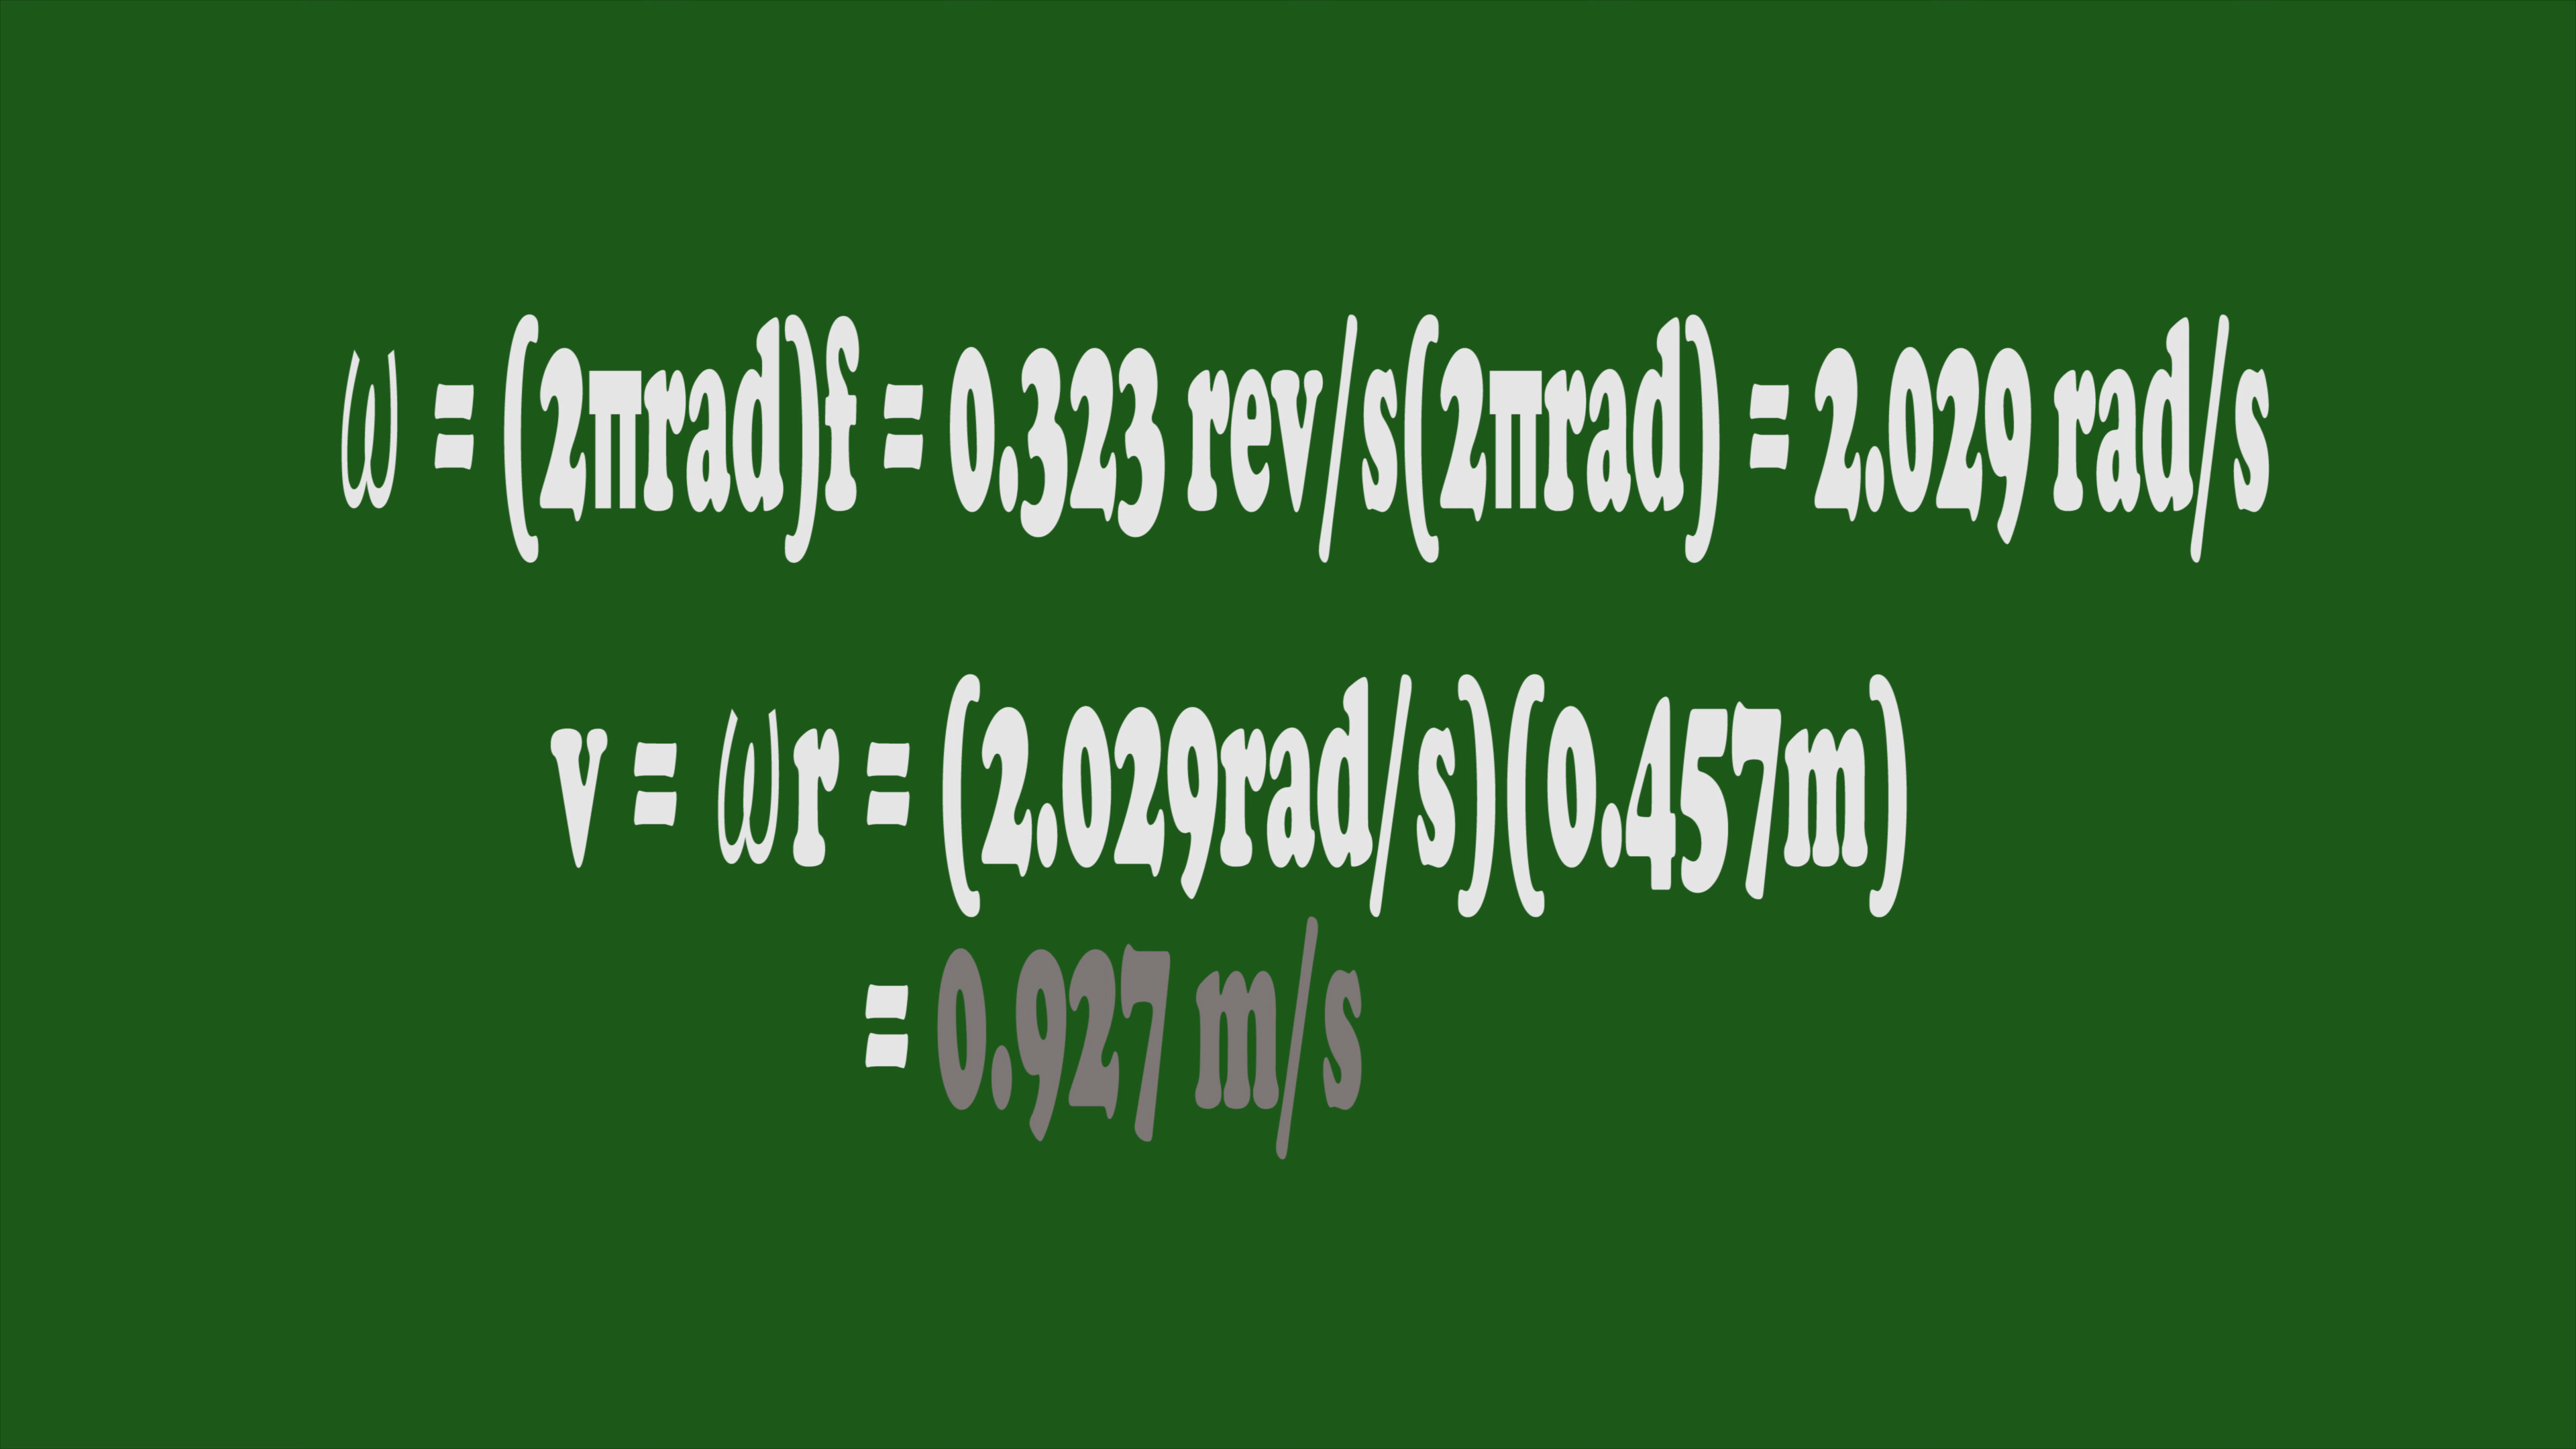 ω = (2πrad)f = 0.323 rev/s(2πrad) = 2.029 rad/s
v = ωr = (2.029rad/s)(0.457m)
= 0.927 m/s